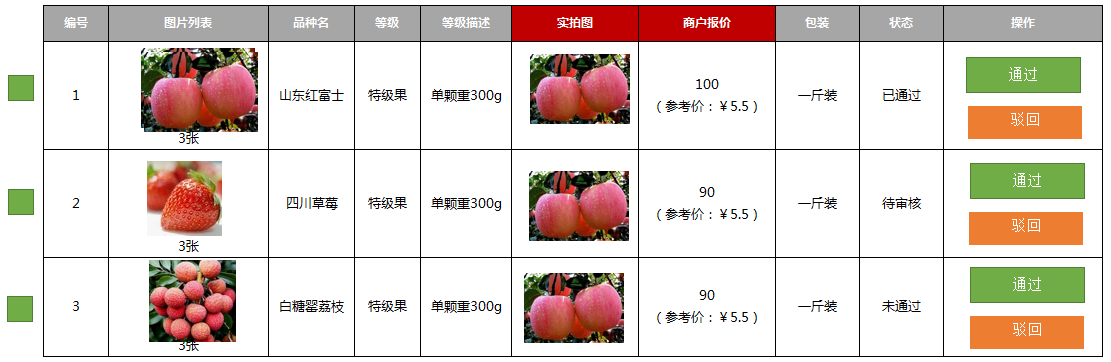 编号 图片列表 品种名 等级 等级描述 实拍图 商户报价 包装 状态 操作
1 3张 山东红富士 特级果 单颗重300g 100 一斤装 已通过 通过
（参考价：￥5.5） 驳回
2 3张 四川草莓 特级果 单颗重300g 90 一斤装 待审核 通过
（参考价：￥5.5） 驳回
3 3张 白糖罂荔枝 特级果 单颗重300g 90 一斤装 未通过 通过
（参考价：￥5.5） 驳回